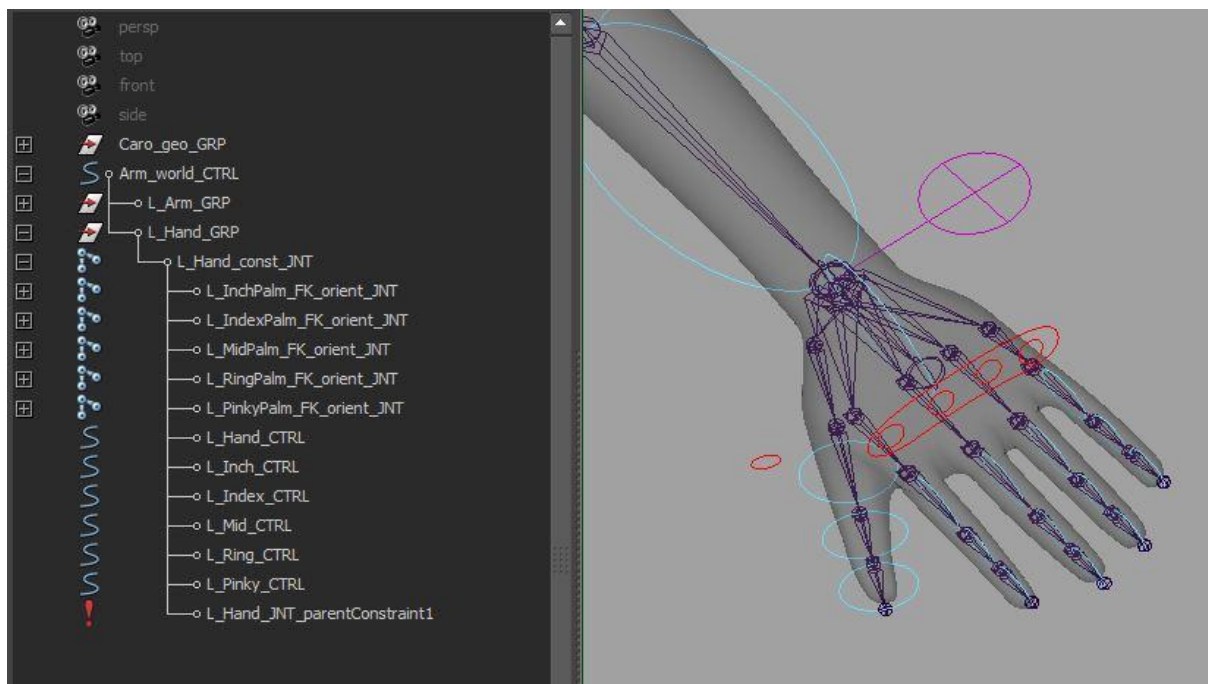 persp
top
front
side
Caro_geo_GRP
Arm_world_CTRL
L_Arm_GRP
L_Hand_GRP
L_Hand_const_JNT
L_InchPalm_FK_orient_JNT
L_IndexPalm_FK_orient_JNT
L_MidPalm_FK_orient_JNT
L_RingPalm_FK_orient_JNT
L_PinkyPalm_FK_orient_JNT
L_Hand_CTRL
L_Inch_CTRL
L_Index_CTRL
L_Mid_CTRL
L_Ring_CTRL
L_Pinky_CTRL
L_Hand_JNT_parentConstraint1